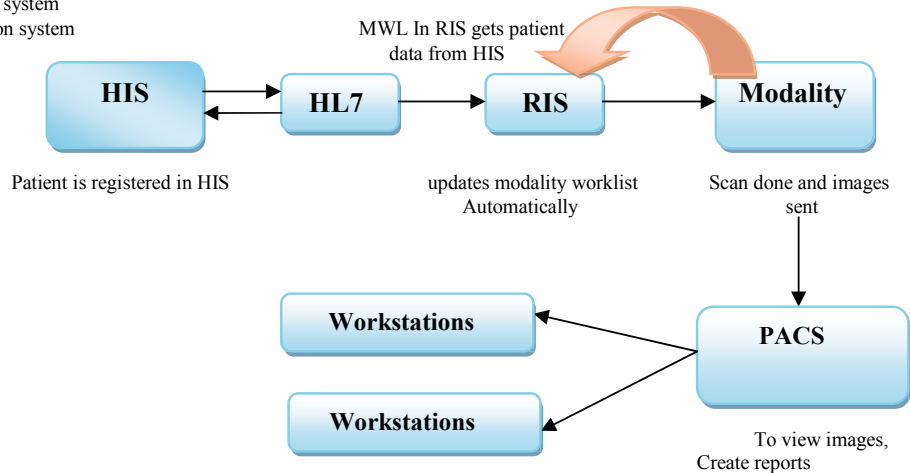 system
on system
MWL In RIS gets patient
data from HIS
HIS
HL7
RIS
Modality
Patient is registered in HIS
updates modality worklist
Automatically
Scan done and images
sent
Workstations
PACS
Workstations
To view images,
Create reports